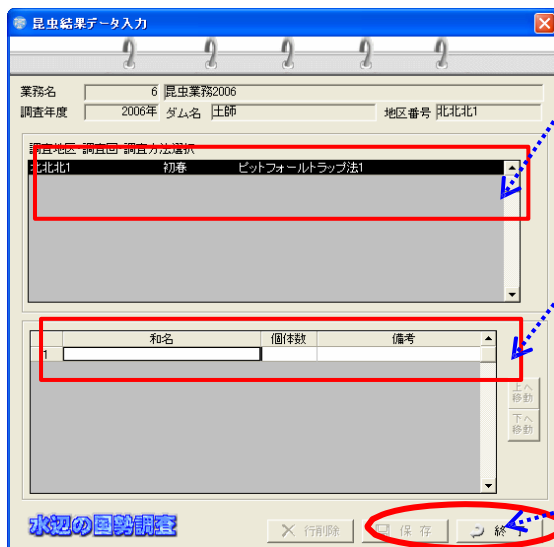 昆虫結果データ入力
業務名 6 昆虫業務2006
調査年度 2006年 ダム名 土師 地区番号 北北北1
調査地区・調査回・調査方法選択
北北北1 初春 ピットフォールトラップ法1
和名 個体数 備考
1
上へ
移動
下へ
移動
水辺の国勢調査 行削除 保存 終了